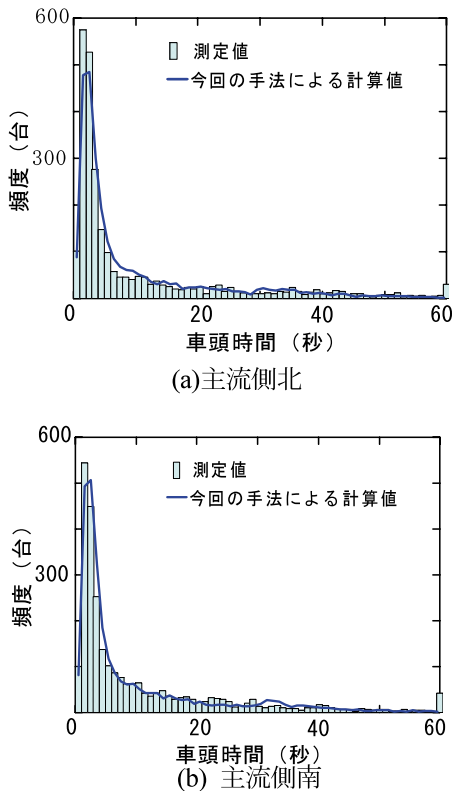 600
測定値
今回の手法による計算値
頻度（台）
300
0 20 40 60
車頭時間（秒）
(a)主流側北
600
測定値
今回の手法による計算値
頻度（台）
300
0 20 40 60
車頭時間（秒）
(b) 主流側南